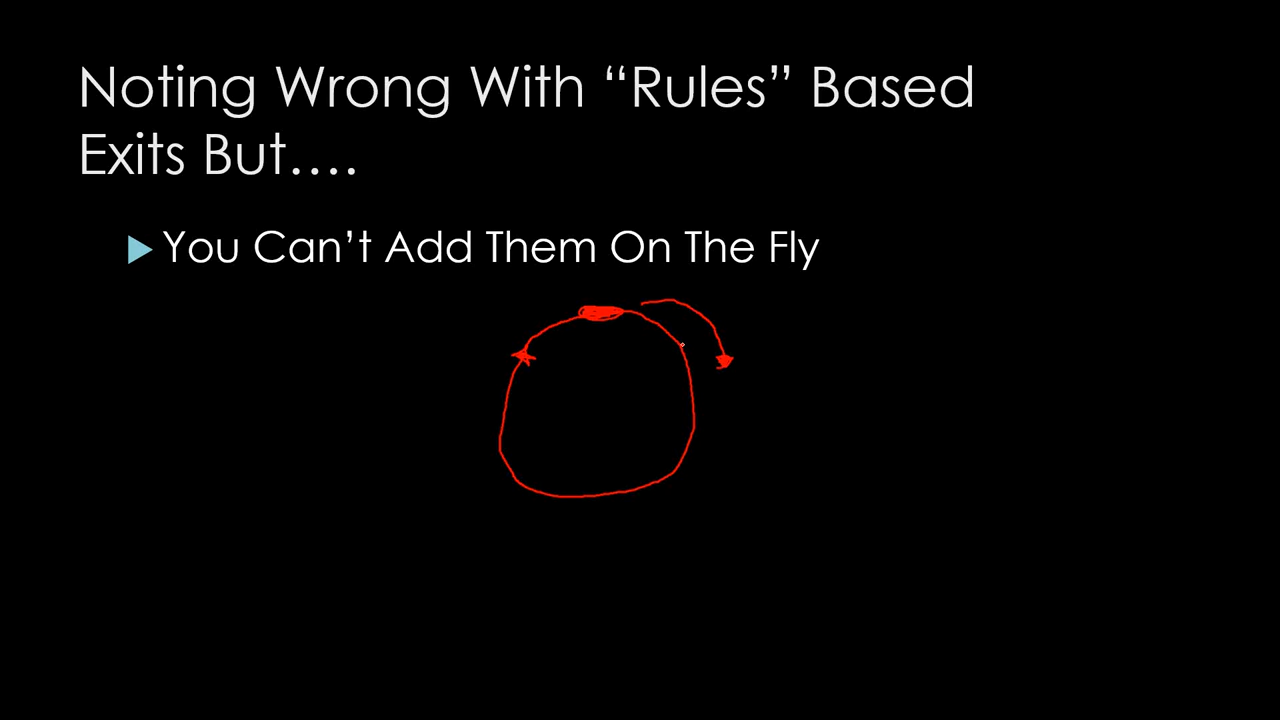 Noting Wrong With “Rules” Based
Exits But….
You Can’t Add Them On The Fly